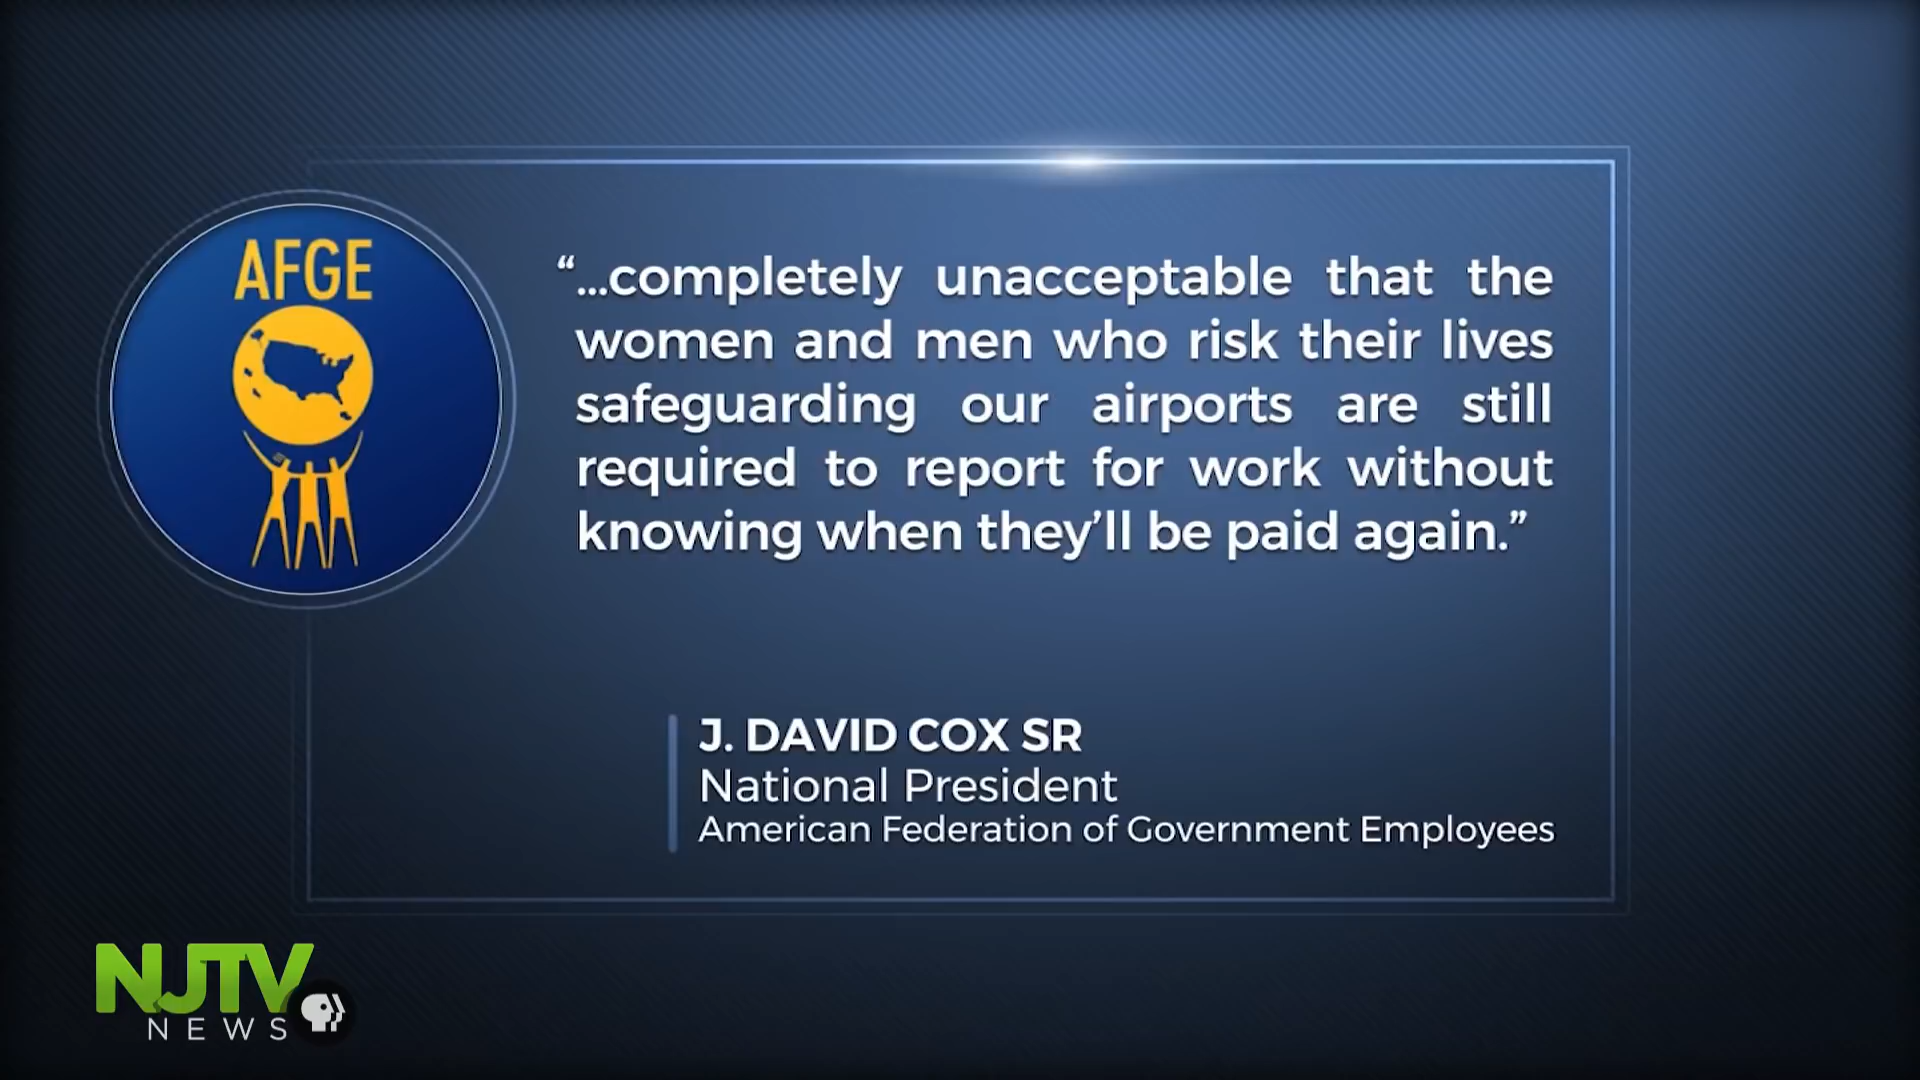 AFGE
“...completely unacceptable that the
women and men who risk their lives
safeguarding our airports are still
required to report for work without
knowing when they’ll be paid again.”
J. DAVID COX SR
National President
American Federation of Government Employees
NJTV
NEWS